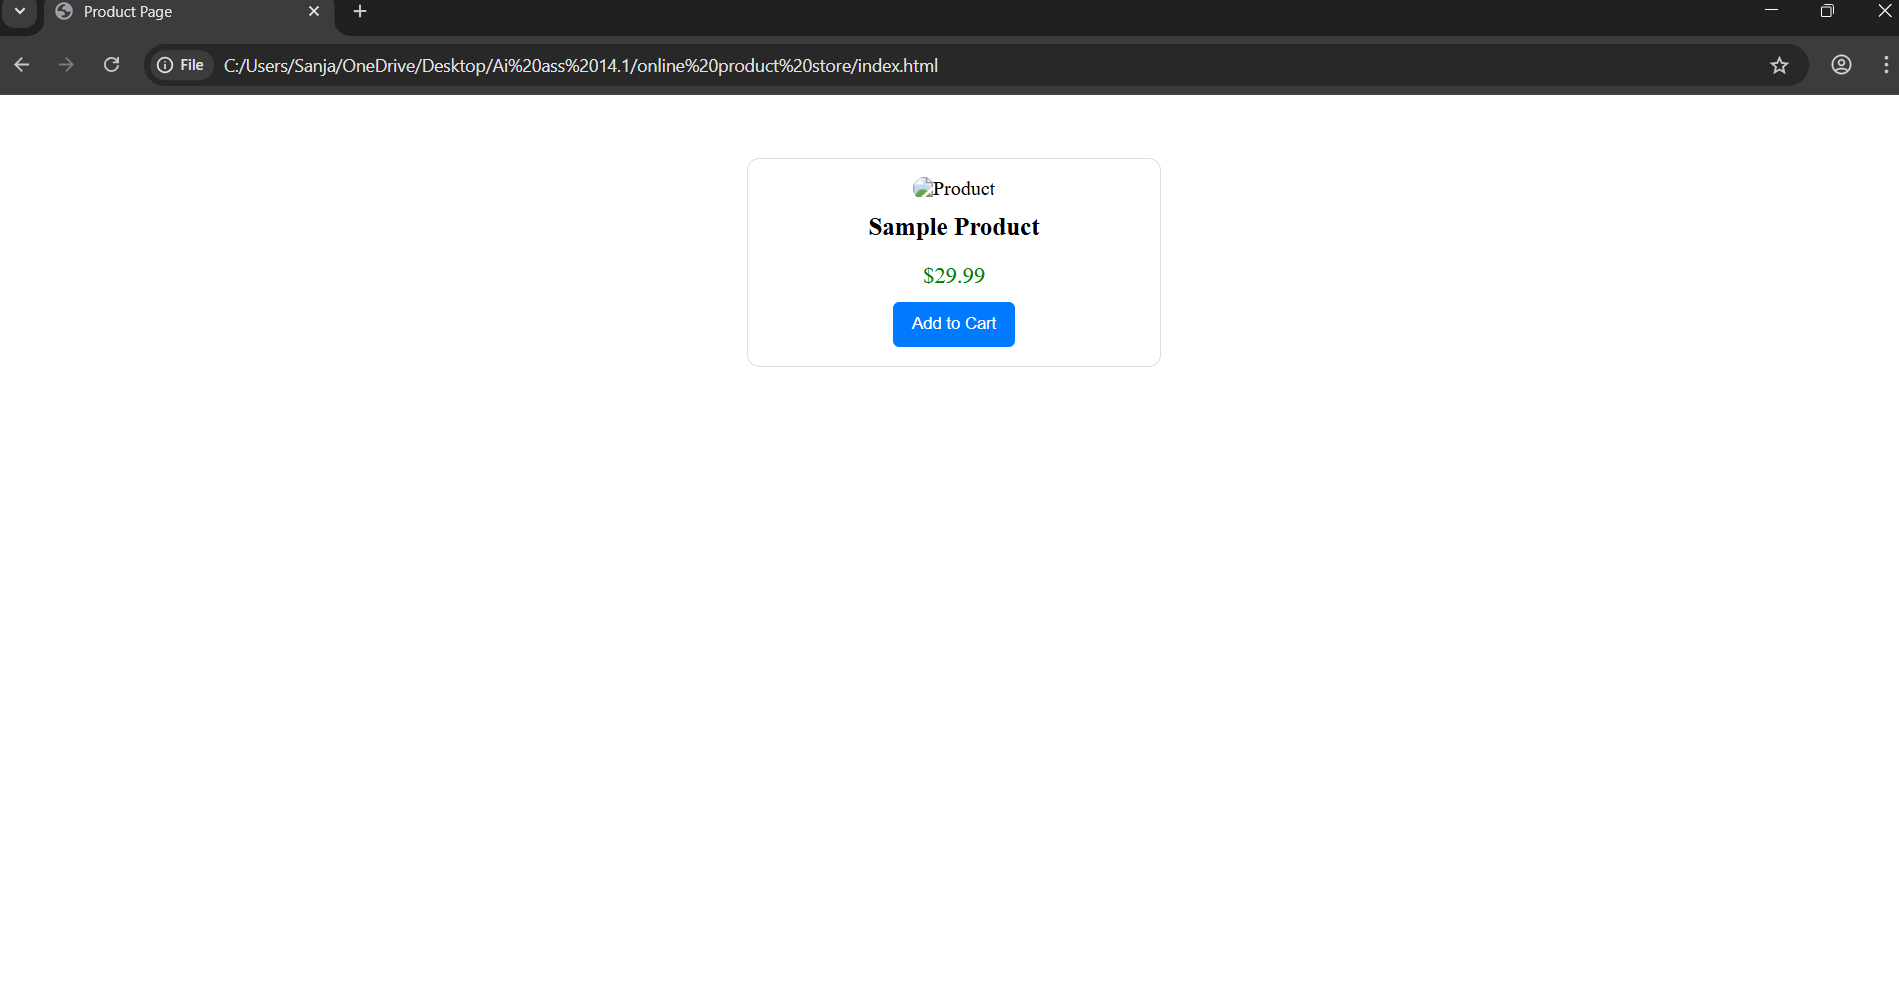 Product Page
File C:/Users/Sanja/OneDrive/Desktop/Ai%20ass%2014.1/online%20product%20store/index.html
Product
Sample Product
$29.99
Add to Cart